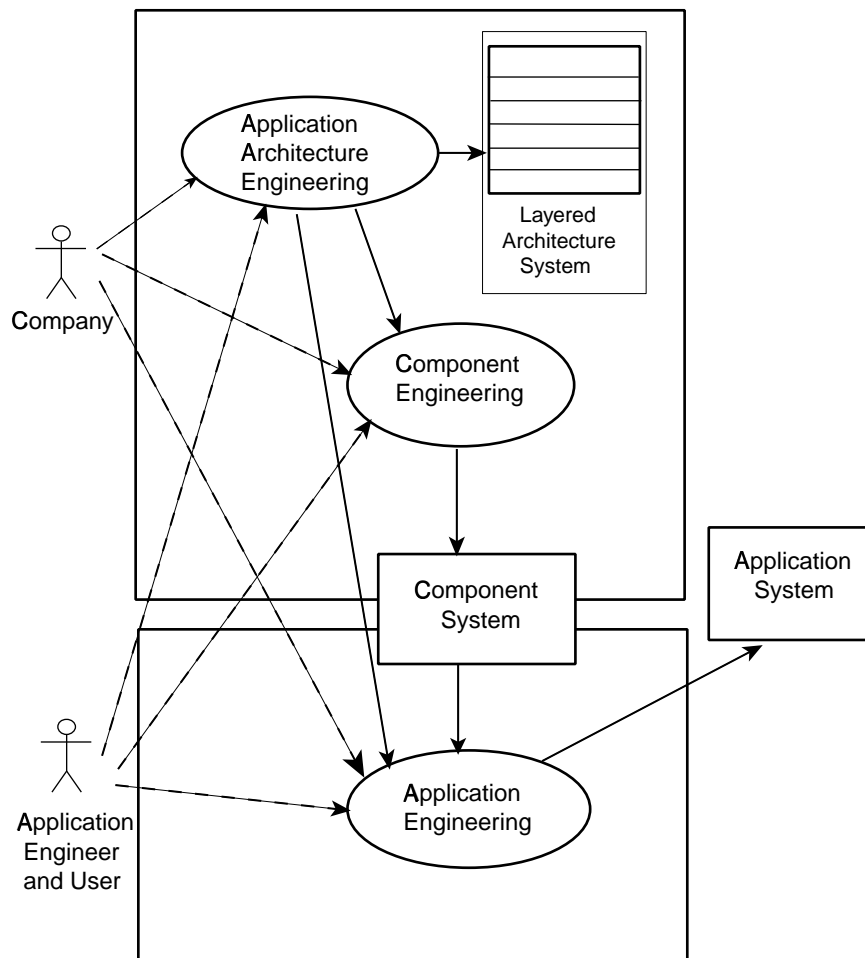 Application
Architecture
Engineering
Layered
Architecture
System
Company
Component
Engineering
Application
System
Component
System
Application
Engineering
Application
Engineer
and User